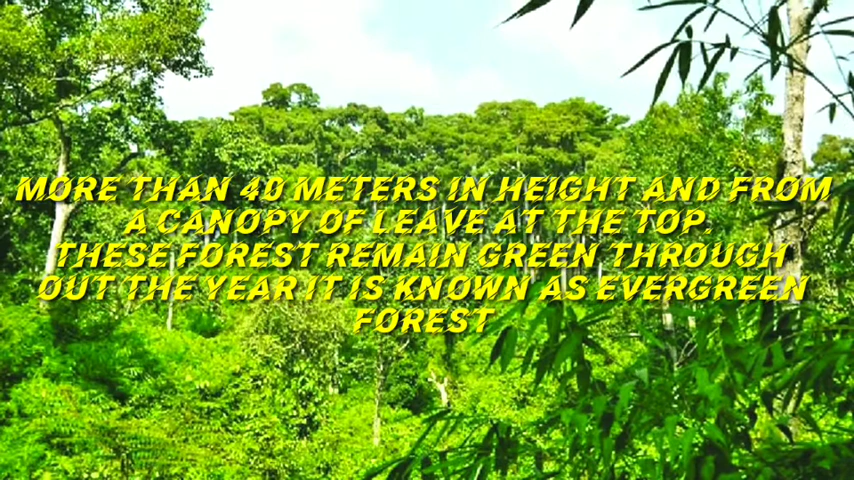 MORE THAN 40 METERS IN HEIGHT AND FROM
A CANOPY OF LEAVE AT THE TOP.
THESE FOREST REMAIN GREEN THROUGH
OUT THE YEAR IT IS KNOWN AS EVERGREEN
FOREST